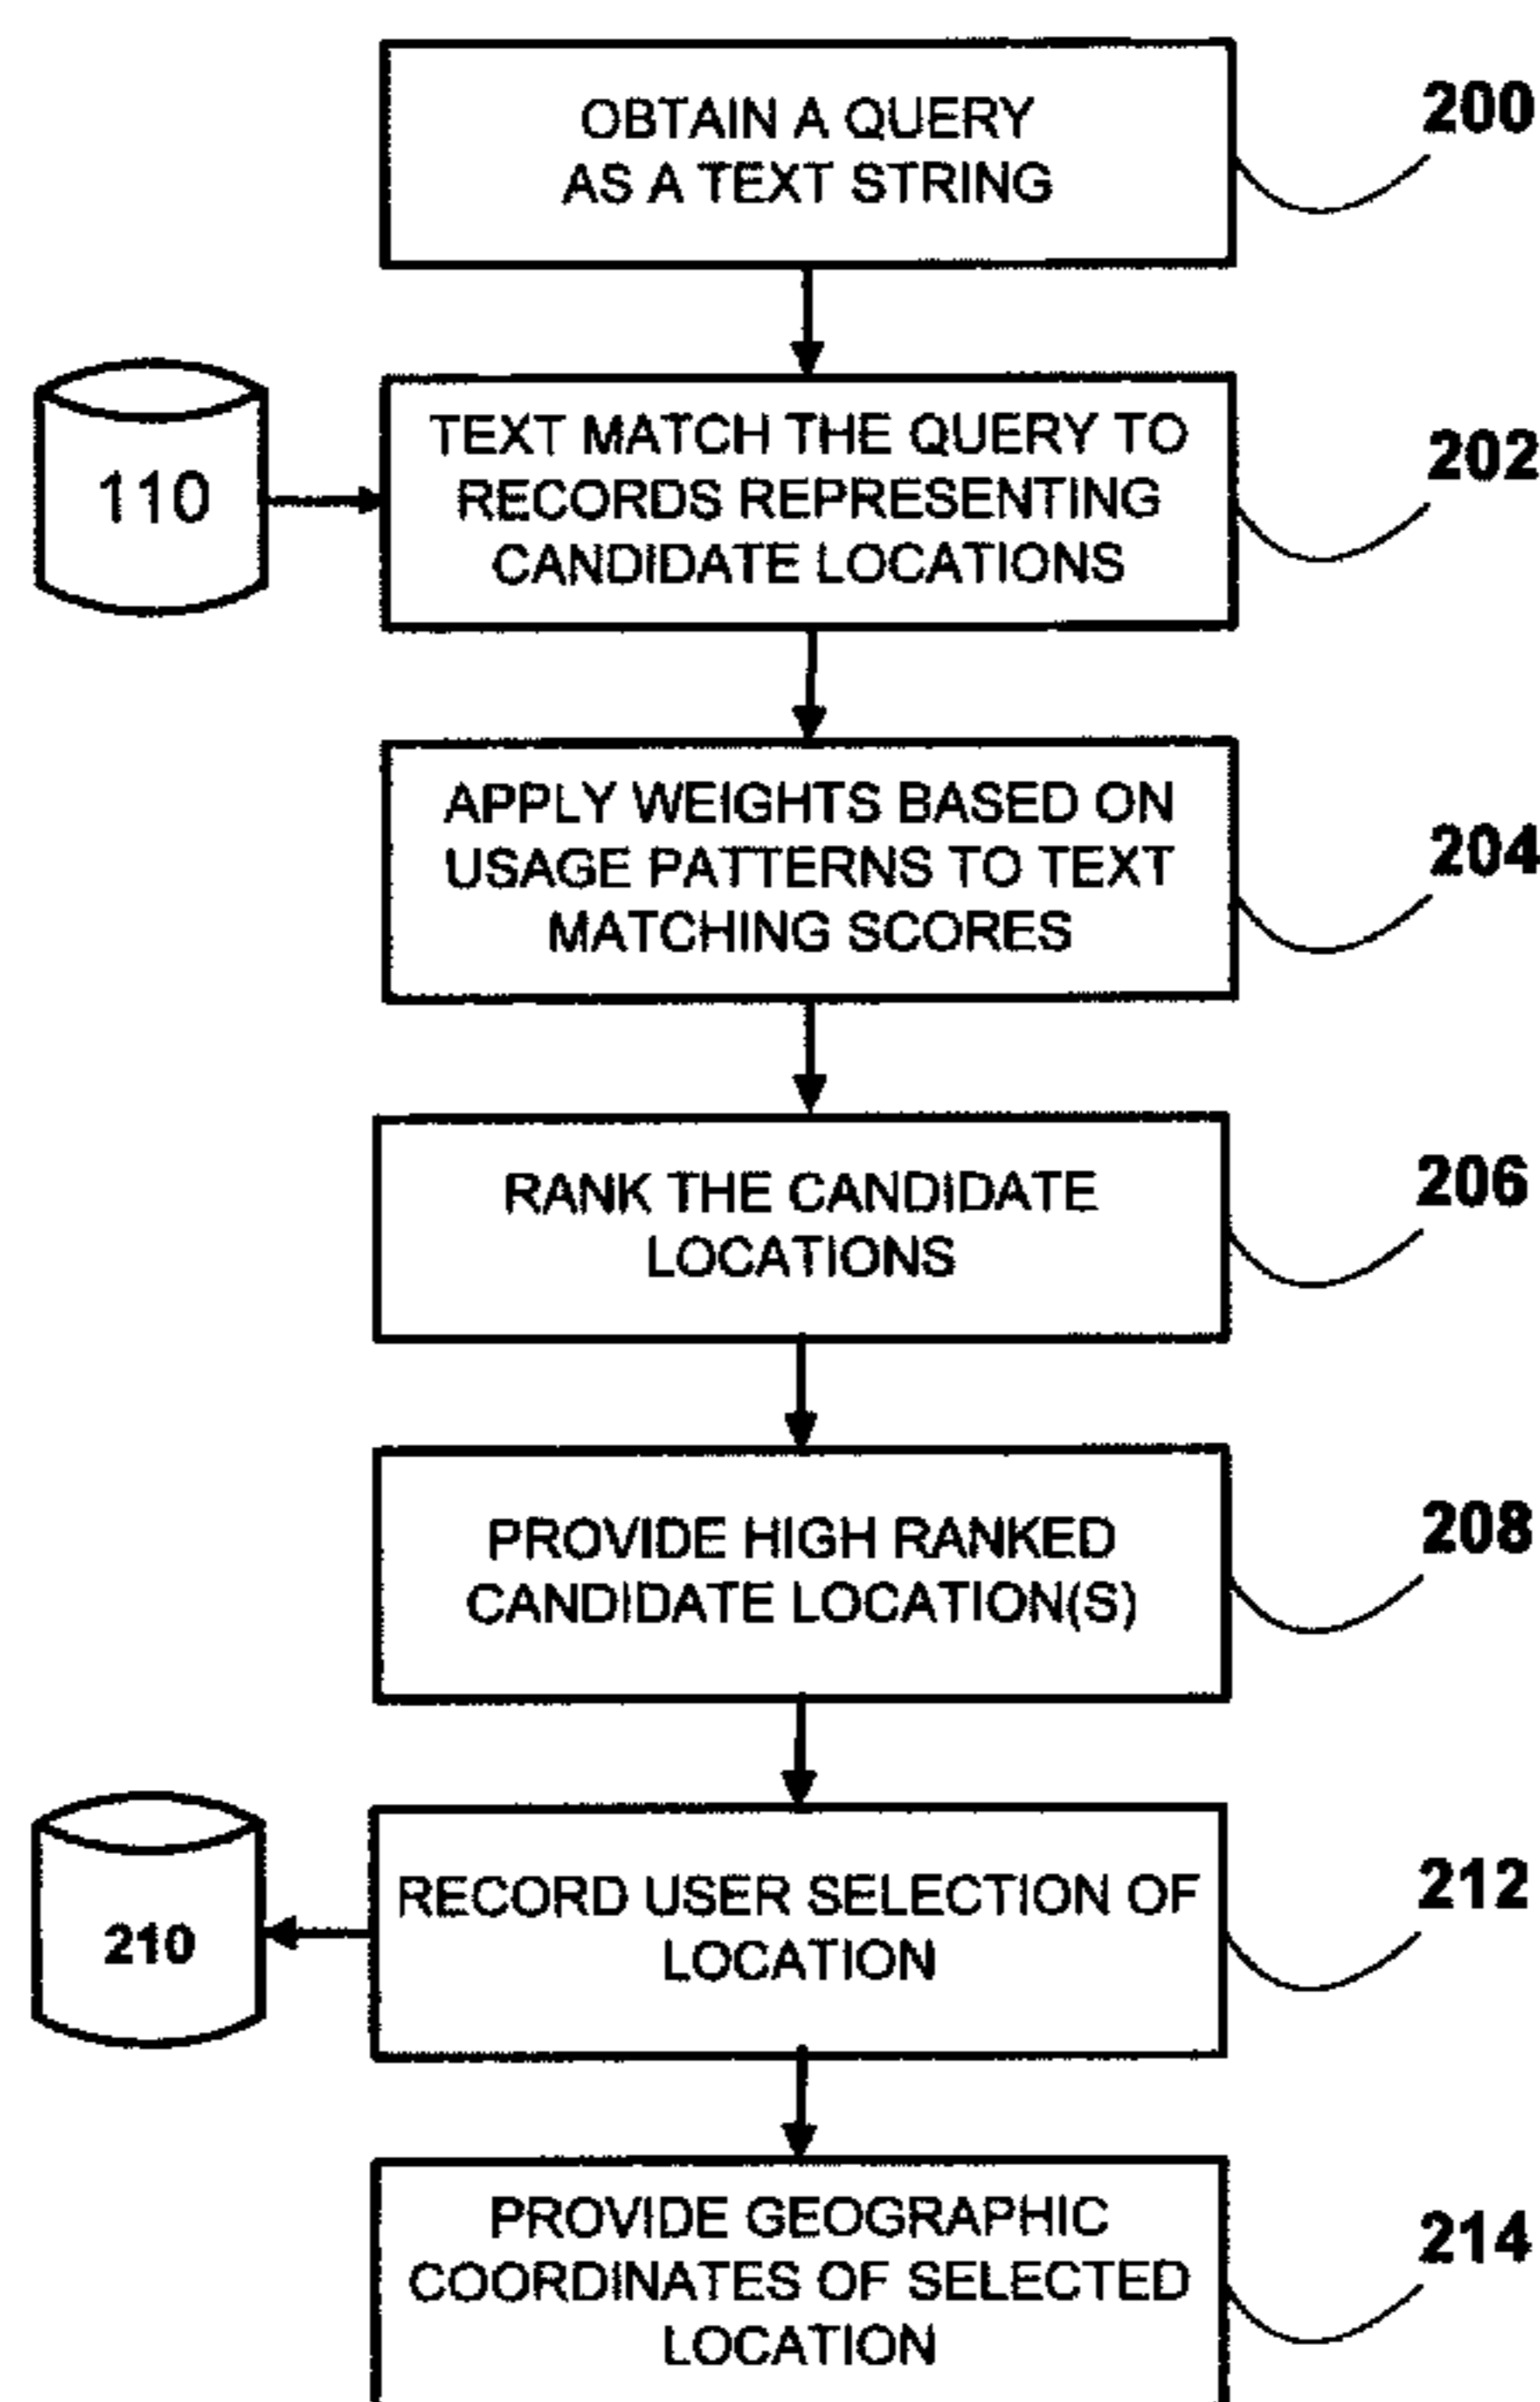 OBTAIN A QUERY
AS A TEXT STRING
200
110
TEXT MATCH THE QUERY TO
RECORDS REPRESENTING
CANDIDATE LOCATIONS
202
APPLY WEIGHTS BASED ON
USAGE PATTERNS TO TEXT
MATCHING SCORES
204
RANK THE CANDIDATE
LOCATIONS
206
PROVIDE HIGH RANKED
CANDIDATE LOCATION(S)
208
210
RECORD USER SELECTION OF
LOCATION
212
PROVIDE GEOGRAPHIC
COORDINATES OF SELECTED
LOCATION
214